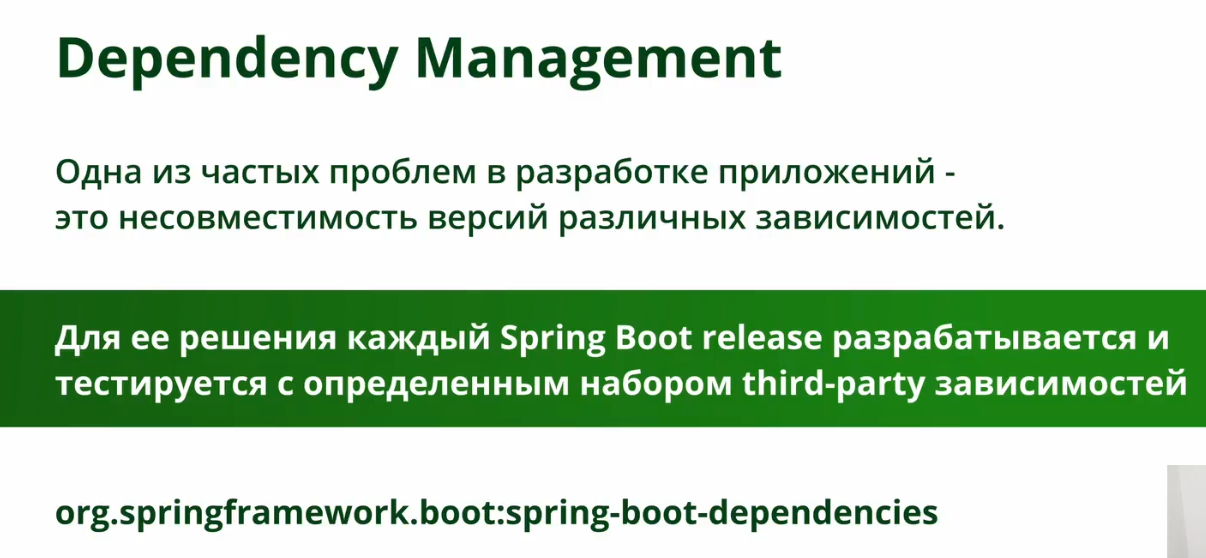 Dependency Management
Одна из частых проблем в разработке приложений -
это несовместимость версий различных зависимостей.
Для ее решения каждый Spring Boot release разрабатывается и
тестируется с определенным набором third-party зависимостей
org.springframework.boot:spring-boot-dependencies